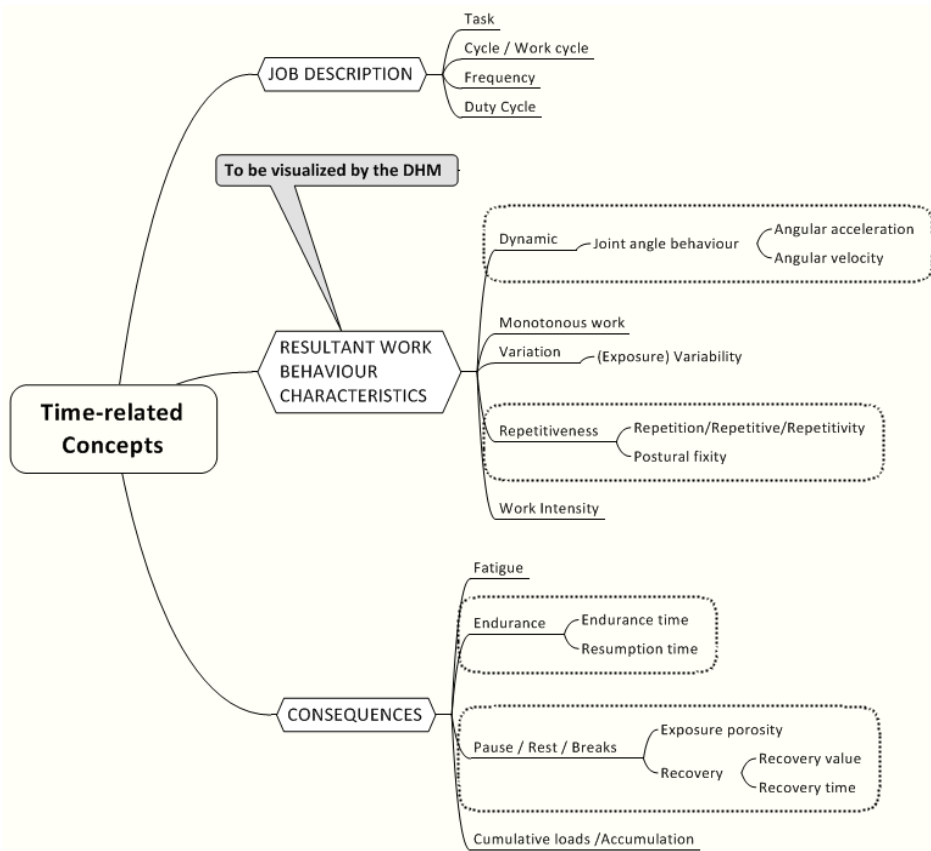 Task
Cycle / Work cycle
JOB DESCRIPTION
Frequency
Duty Cycle
To be visualized by the DHM
Dynamic
Joint angle behaviour
Angular acceleration
Angular velocity
Monotonous work
RESULTANT WORK
BEHAVIOUR
CHARACTERISTICS
Variation
(Exposure) Variability
Time-related
Concepts
Repetitiveness
Repetition/Repetitive/Repetitivity
Postural fixity
Work Intensity
Fatigue
Endurance
Endurance time
Resumption time
CONSEQUENCES
Pause / Rest / Breaks
Exposure porosity
Recovery
Recovery value
Recovery time
Cumulative loads /Accumulation